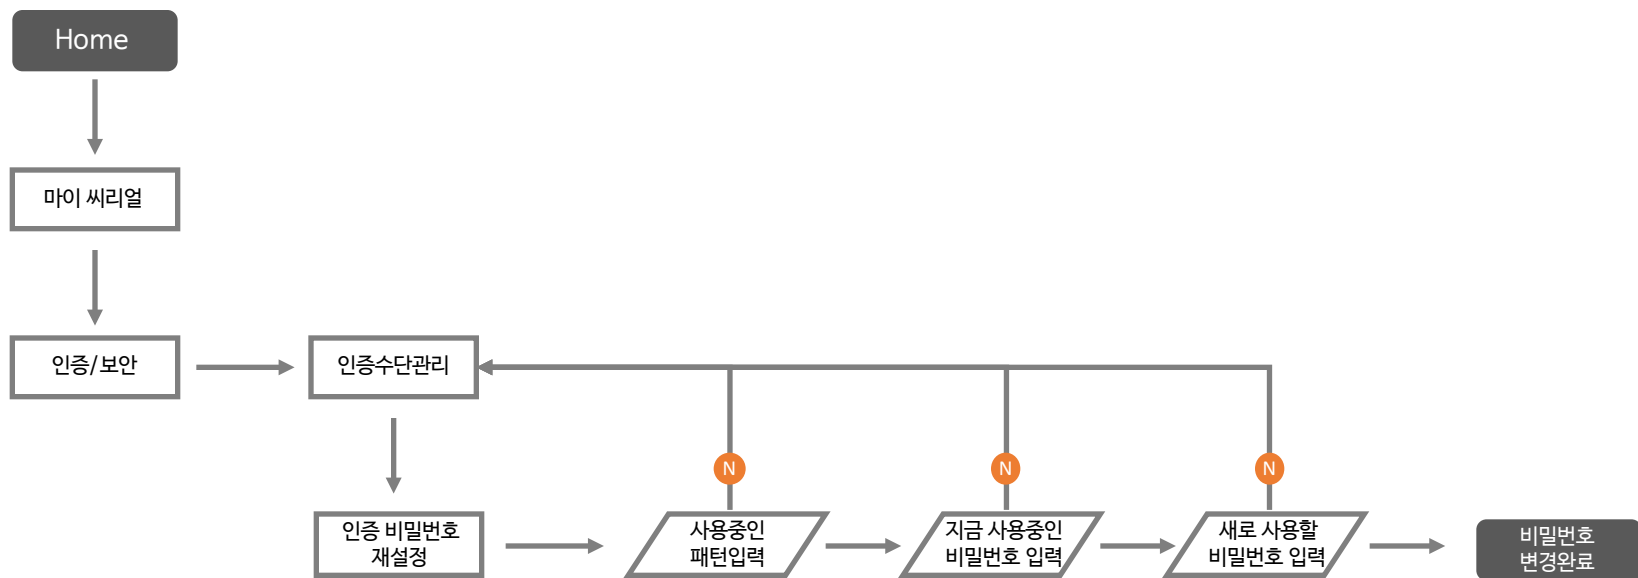 Home
마이 씨리얼
인증/보안
인증수단관리
N
N
N
인증 비밀번호
재설정
사용중인
패턴입력
지금 사용중인
비밀번호 입력
새로 사용할
비밀번호 입력
비밀번호
변경완료